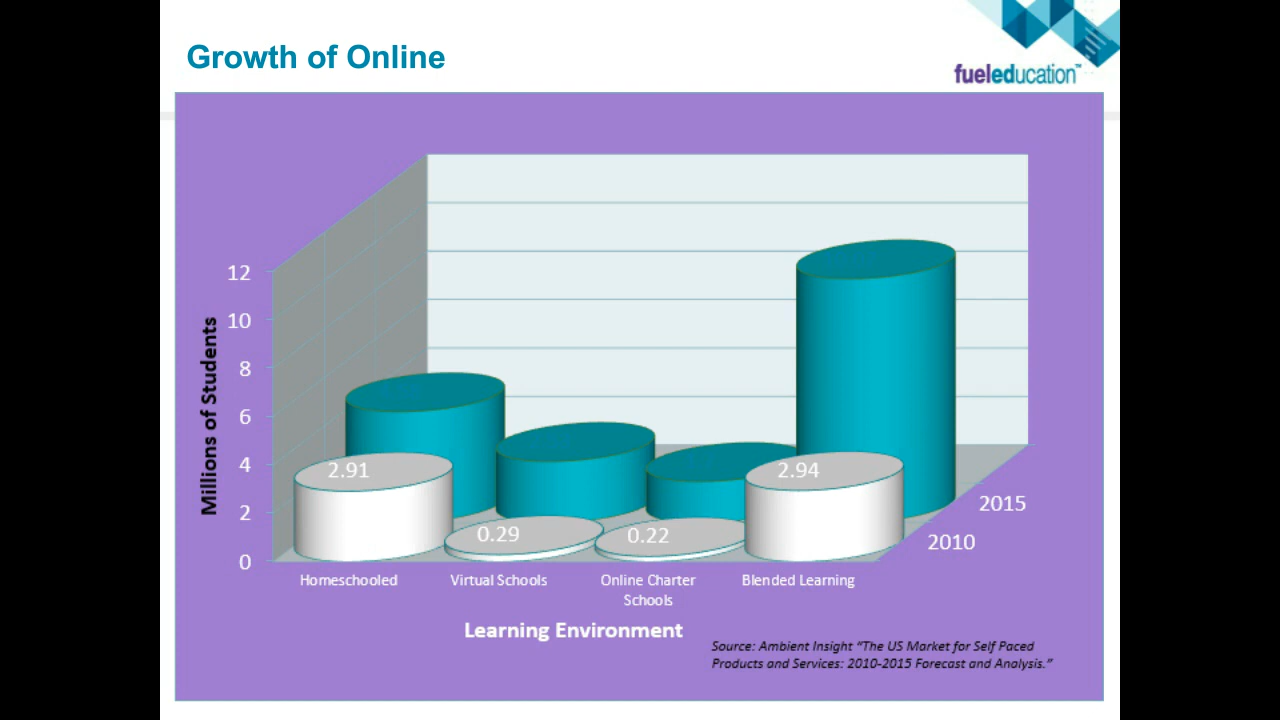 Growth of Online
fueleducation™
12
10
8
6
4
2
0
Millions of Students
2.91
0.29
0.22
2.94
2015
2010
Homeschooled
Virtual Schools
Online Charter
Schools
Blended Learning
Learning Environment
Source: Ambient Insight “The US Market for Self Paced
Products and Services: 2010-2015 Forecast and Analysis.”